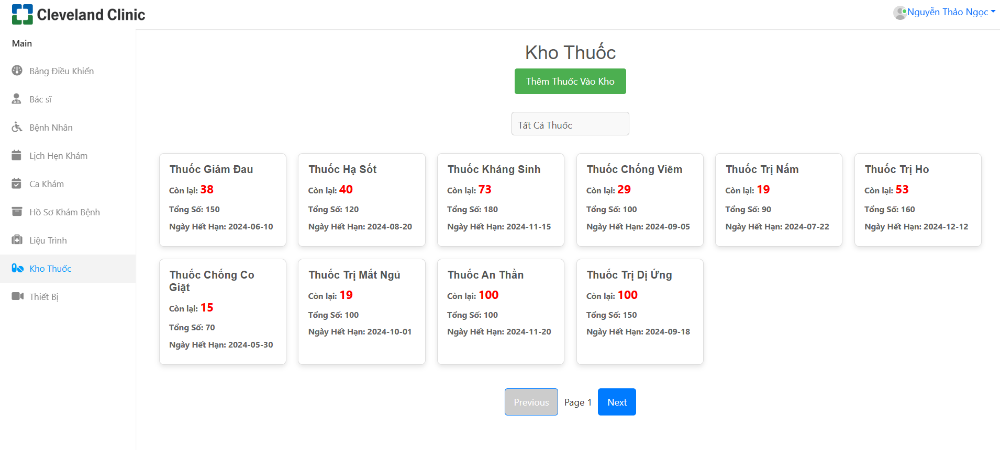 Cleveland Clinic
Nguyễn Thảo Ngọc
Main
Bảng Điều Khiển
Bác sĩ
Bệnh Nhân
Lịch Hẹn Khám
Ca Khám
Hồ Sơ Khám Bệnh
Liệu Trình
Kho Thuốc
Thiết Bị
Kho Thuốc
Thêm Thuốc Vào Kho
Tất Cả Thuốc
Thuốc Giảm Đau
Còn lại: 38
Tổng Số: 150
Ngày Hết Hạn: 2024-06-10
Thuốc Hạ Sốt
Còn lại: 40
Tổng Số: 120
Ngày Hết Hạn: 2024-08-20
Thuốc Kháng Sinh
Còn lại: 73
Tổng Số: 180
Ngày Hết Hạn: 2024-11-15
Thuốc Chống Viêm
Còn lại: 29
Tổng Số: 100
Ngày Hết Hạn: 2024-09-05
Thuốc Trị Nấm
Còn lại: 19
Tổng Số: 90
Ngày Hết Hạn: 2024-07-22
Thuốc Trị Ho
Còn lại: 53
Tổng Số: 160
Ngày Hết Hạn: 2024-12-12
Thuốc Chống Co
Giật
Còn lại: 15
Tổng Số: 70
Ngày Hết Hạn: 2024-05-30
Thuốc Trị Mất Ngủ
Còn lại: 19
Tổng Số: 100
Ngày Hết Hạn: 2024-10-01
Thuốc An Thần
Còn lại: 100
Tổng Số: 100
Ngày Hết Hạn: 2024-11-20
Thuốc Trị Dị Ứng
Còn lại: 100
Tổng Số: 150
Ngày Hết Hạn: 2024-09-18
Previous
Page 1
Next